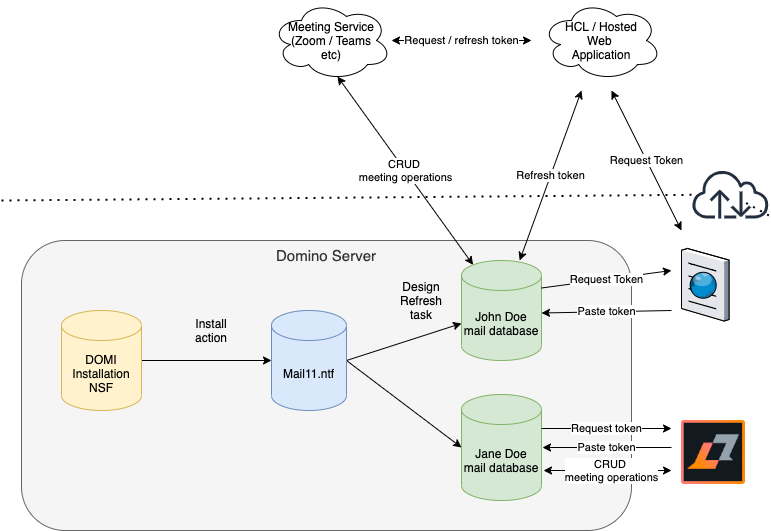 Meeting Service
(Zoom / Teams
etc)
Request / refresh token
HCL / Hosted
Web
Application
CRUD
meeting operations
Refresh token
Request Token
Domino Server
DOMI
Installation
NSF
Install
action
Mail11.ntf
Design
Refresh
task
John Doe
mail database
Request Token
Paste token
Jane Doe
mail database
Request token
Paste token
CRUD
meeting operations